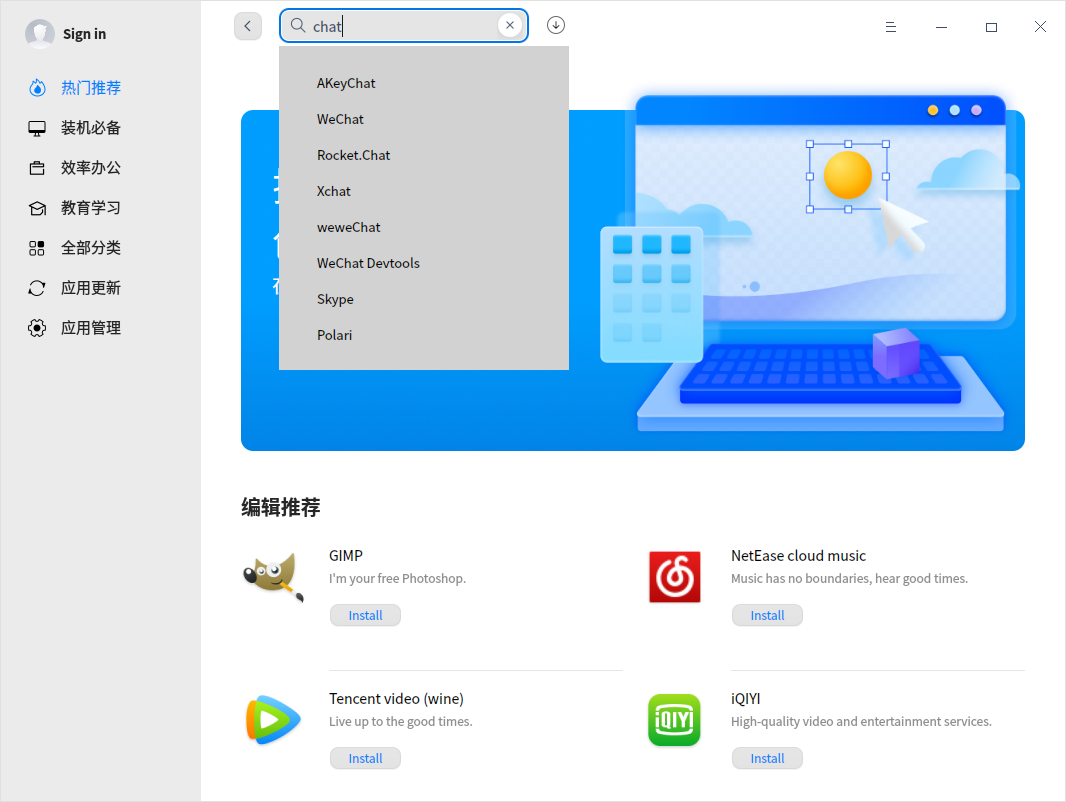 Sign in
热门推荐
装机必备
效率办公
教育学习
全部分类
应用更新
应用管理
chat
AKeyChat
WeChat
Rocket.Chat
Xchat
weweChat
WeChat Devtools
Skype
Polari
编辑推荐
GIMP
I'm your free Photoshop.
Install
NetEase cloud music
Music has no boundaries, hear good times.
Install
Tencent video (wine)
Live up to the good times.
Install
iQIYI
iQIYI
High-quality video and entertainment services.
Install